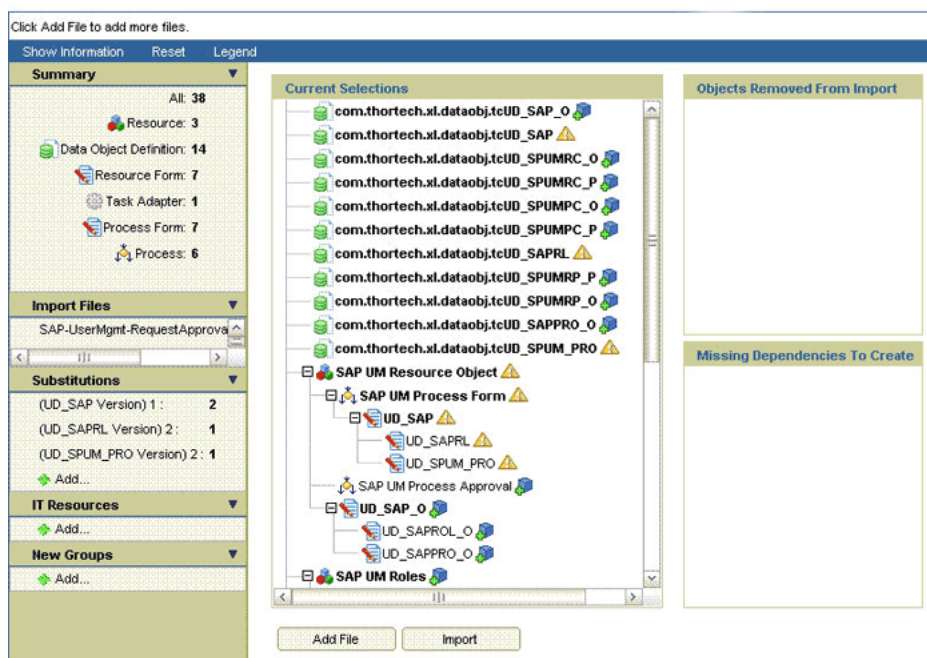 Click Add File to add more files.
Show Information Reset Legend
Summary
All: 38
Resource: 3
Data Object Definition: 14
Resource Form: 7
Task Adapter: 1
Process Form: 7
Process: 6
Import Files
SAP-UserMgmt-RequestApprova
Substitutions
(UD_SAP Version) 1 : 2
(UD_SAPRL Version) 2 : 1
(UD_SPUM_PRO Version) 2 : 1
Add...
IT Resources
Add...
New Groups
Add...
Current Selections
com.thortech.xl.dataobj.tcUD_SAP_O
com.thortech.xl.dataobj.tcUD_SAP
com.thortech.xl.dataobj.tcUD_SPUMRC_O
com.thortech.xl.dataobj.tcUD_SPUMRC_P
com.thortech.xl.dataobj.tcUD_SPUMPC_O
com.thortech.xl.dataobj.tcUD_SPUMPC_P
com.thortech.xl.dataobj.tcUD_SAPRL
com.thortech.xl.dataobj.tcUD_SPUMRP_P
com.thortech.xl.dataobj.tcUD_SPUMRP_O
com.thortech.xl.dataobj.tcUD_SAPPRO_O
com.thortech.xl.dataobj.tcUD_SPUM_PRO
SAP UM Resource Object
SAP UM Process Form
UD_SAP
UD_SAPRL
UD_SPUM_PRO
SAP UM Process Approval
UD_SAP_O
UD_SAPROL_O
UD_SAPPRO_O
SAP UM Roles
Add File Import
Objects Removed From Import
Missing Dependencies To Create